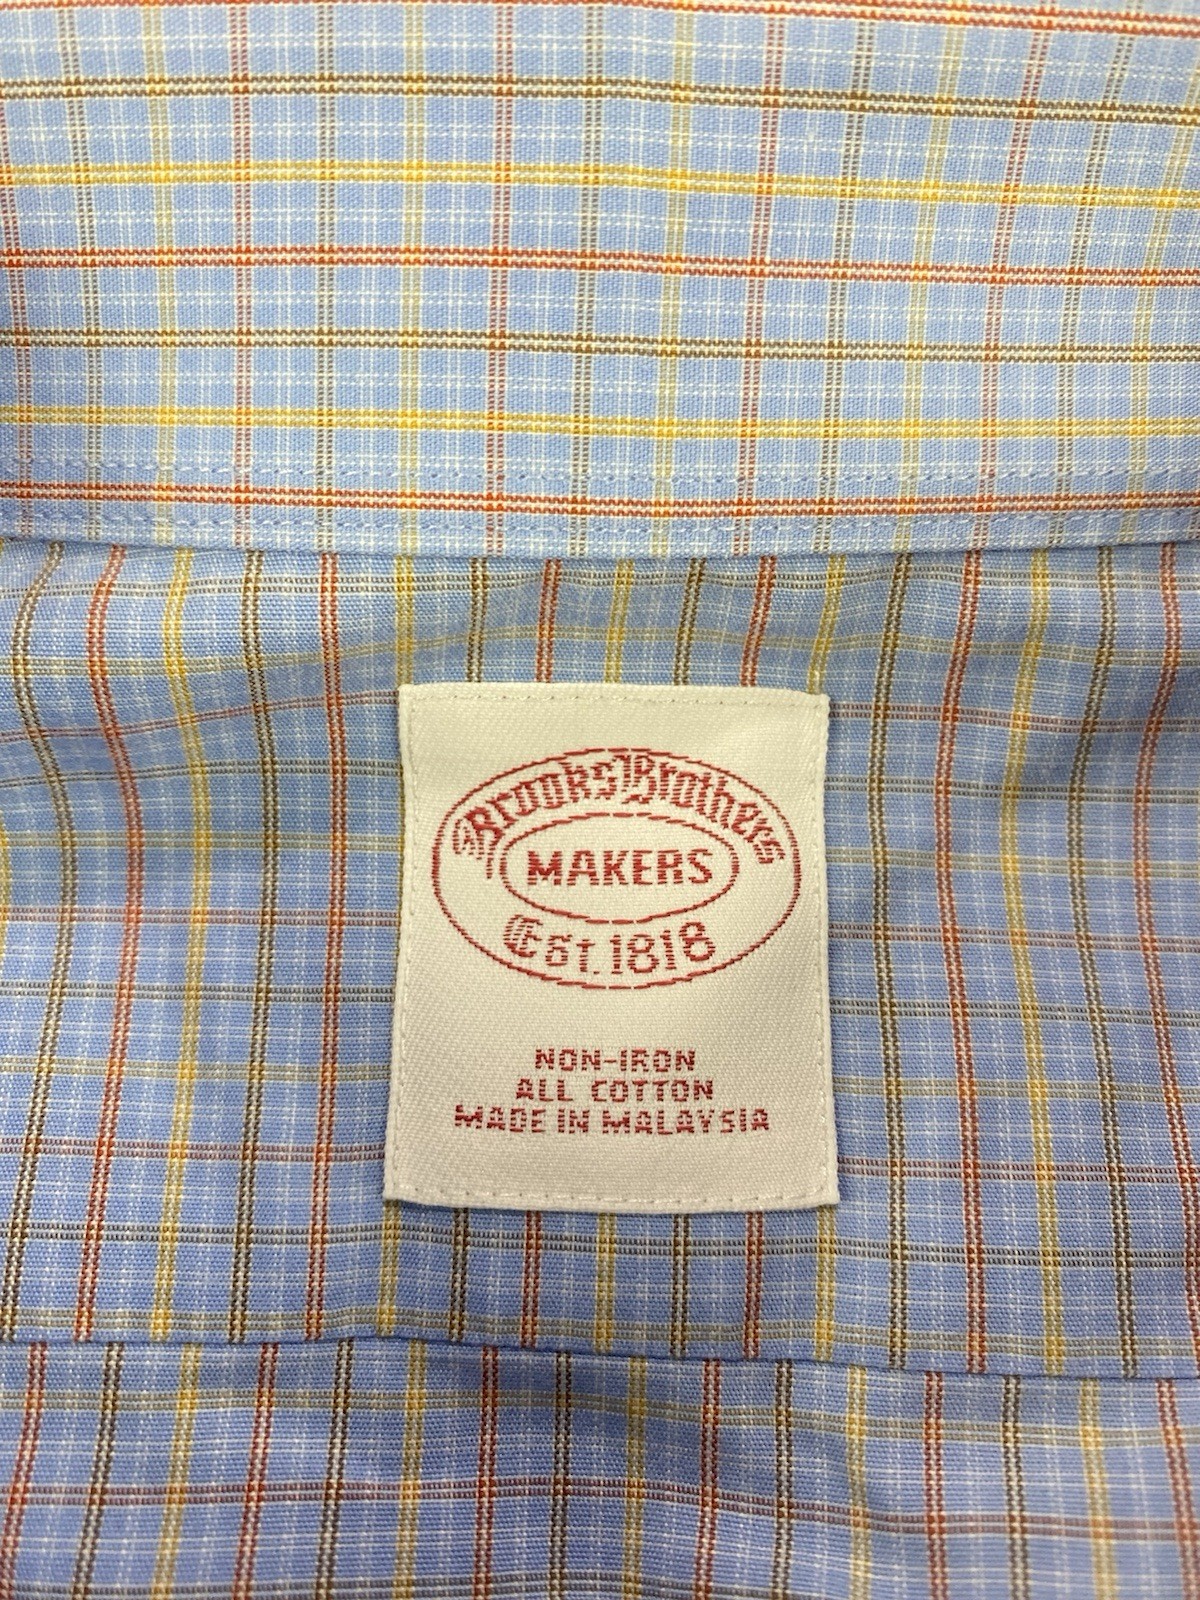 Brooks Brothers
MAKERS
Est. 1818
NON-IRON
ALL COTTON
MADE IN MALAYSIA